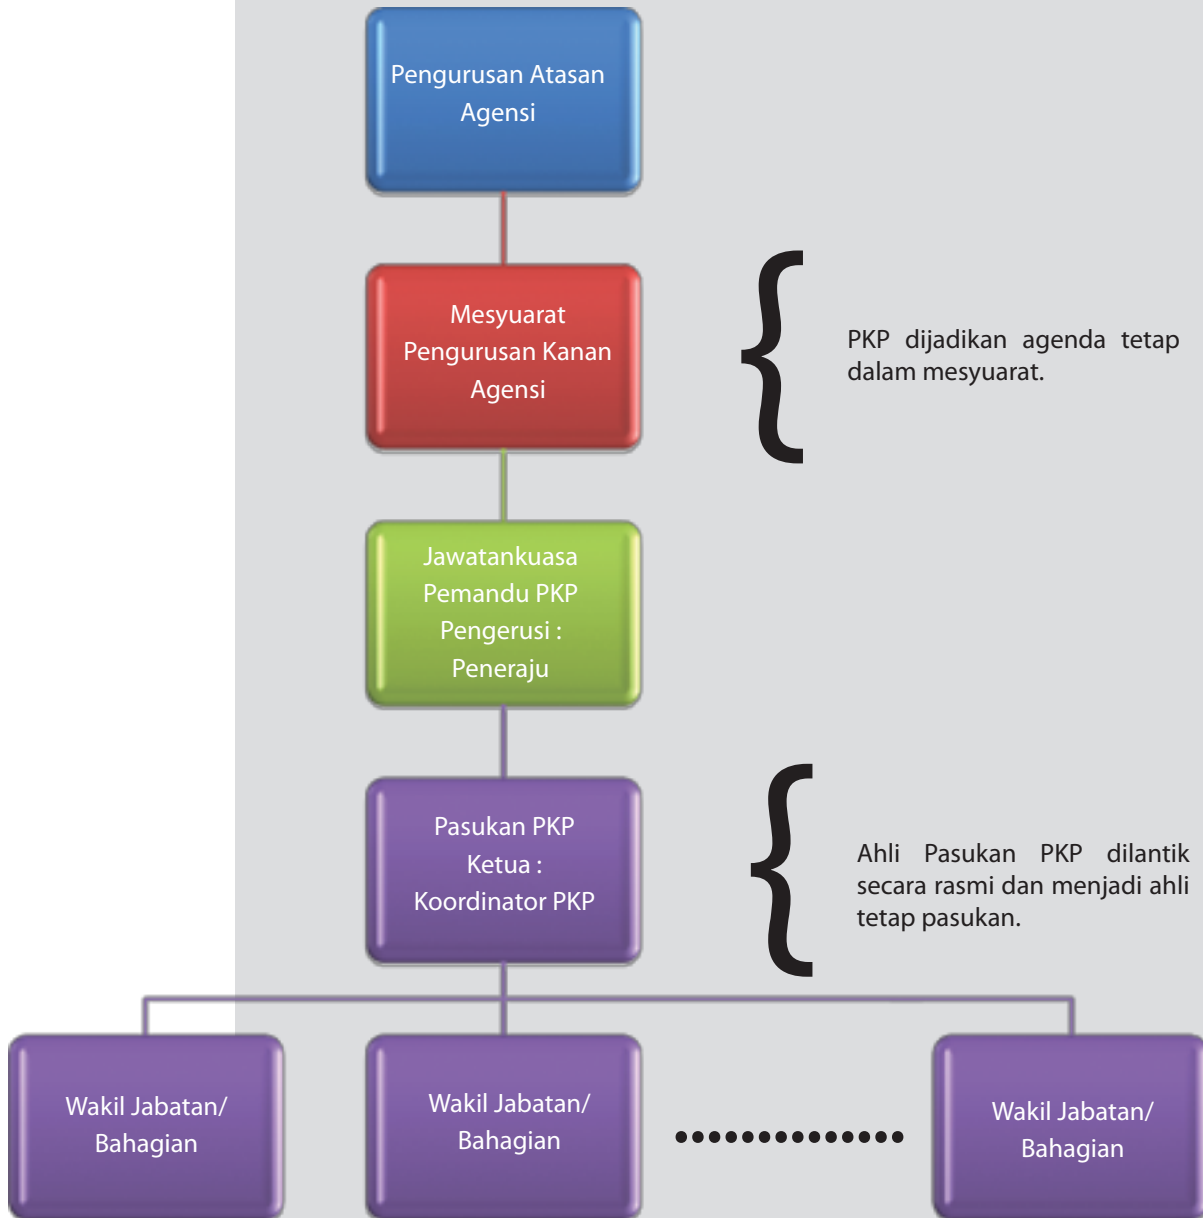 Pengurusan Atasan
Agensi
Mesyuarat
Pengurusan Kanan
Agensi
PKP dijadikan agenda tetap
dalam mesyuarat.
Jawatankuasa
Pemandu PKP
Pengerusi :
Peneraju
Pasukan PKP
Ketua :
Koordinator PKP
Ahli Pasukan PKP dilantik
secara rasmi dan menjadi ahli
tetap pasukan.
Wakil Jabatan/
Bahagian
Wakil Jabatan/
Bahagian
Wakil Jabatan/
Bahagian